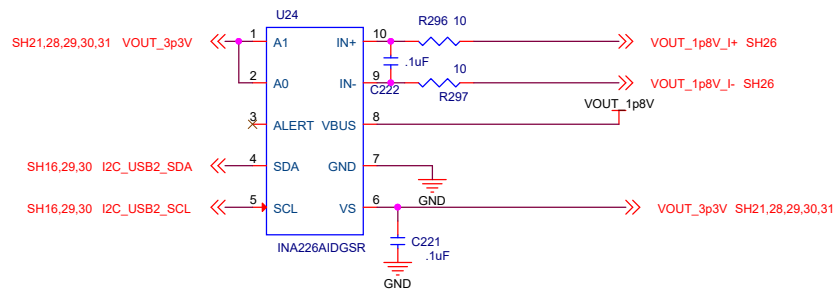 U24
SH21,28,29,30,31 VOUT_3p3V
1 A1 IN+ 10 R296 10
VOUT_1p8V_I+ SH26
.1uF
2 A0 IN- 9 C222 10
R297
VOUT_1p8V_I- SH26
VOUT_1p8V
3 ALERT VBUS 8
SH16,29,30 I2C_USB2_SDA
4 SDA GND 7
GND
SH16,29,30 I2C_USB2_SCL
5 SCL VS 6
VOUT_3p3V SH21,28,29,30,31
C221
.1uF
INA226AIDGSR
GND